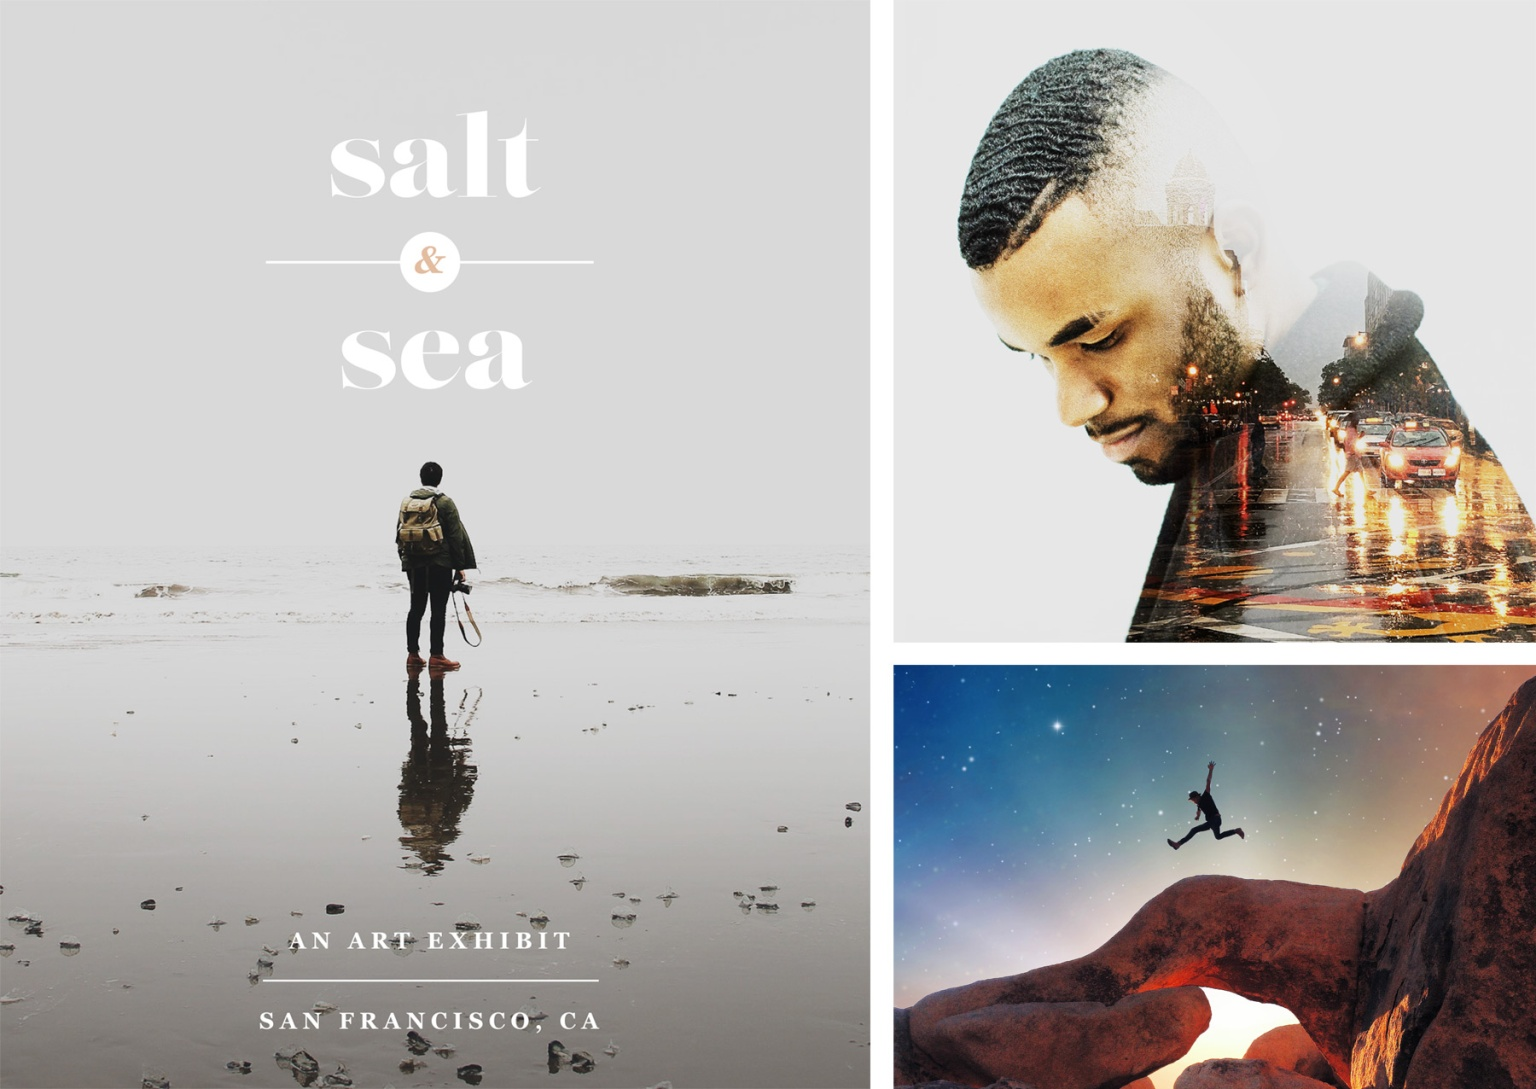 salt
&
sea
AN ART EXHIBIT
SAN FRANCISCO, CA